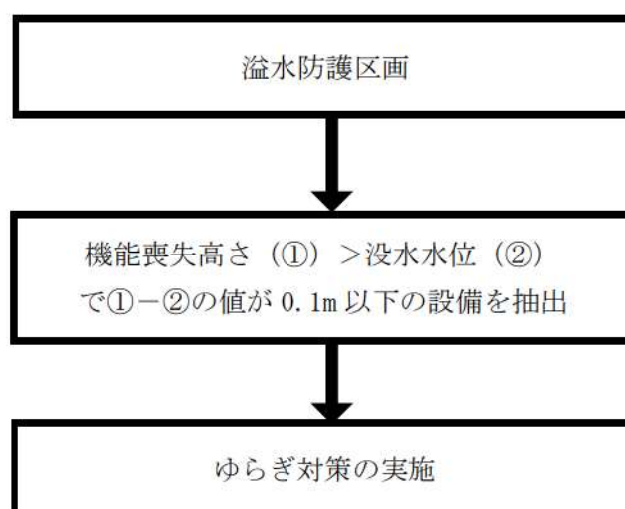 溢水防護区画
機能喪失高さ（①）＞没水水位（②）
で①－②の値が 0.1m 以下の設備を抽出
ゆらぎ対策の実施